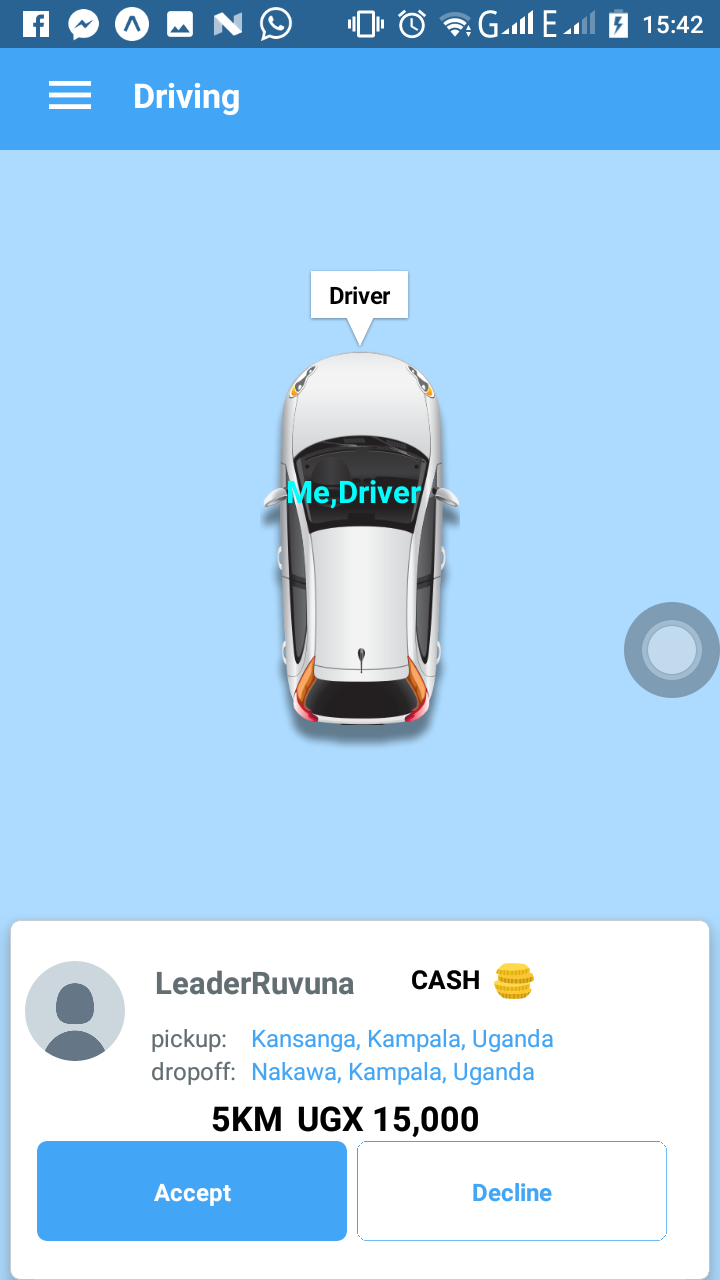 G E 15:42
Driving
Driver
Me,Driver
LeaderRuvuna CASH
pickup: Kansanga, Kampala, Uganda
dropoff: Nakawa, Kampala, Uganda
5KM UGX 15,000
Accept Decline